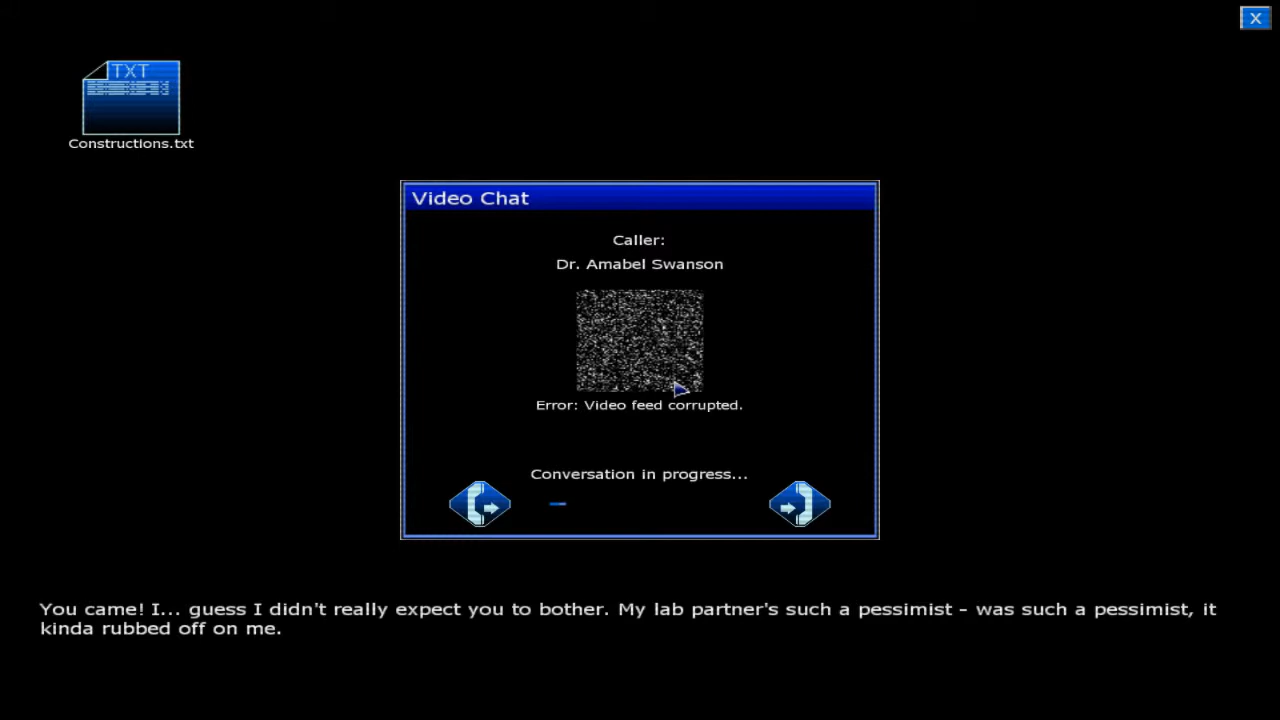 X
TXT
Constructions.txt
Video Chat
Caller:
Dr. Amabel Swanson
Error: Video feed corrupted.
Conversation in progress...
You came! I... guess I didn't really expect you to bother. My lab partner's such a pessimist - was such a pessimist, it
kinda rubbed off on me.